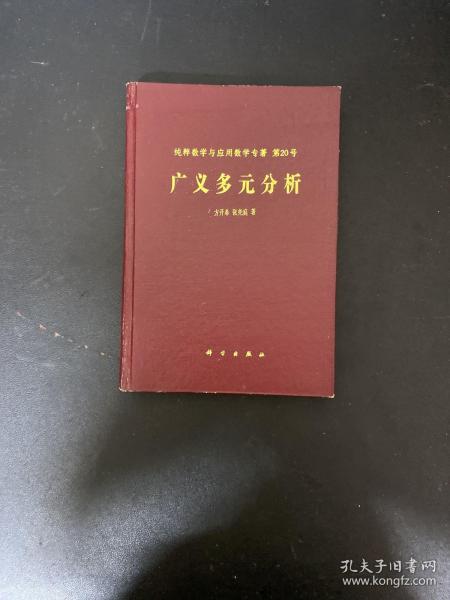 纯粹数学与应用数学专著 第20号
广义多元分析
方开泰 张尧庭 著
科学出版社
孔夫子旧书网
www.kongfz.com